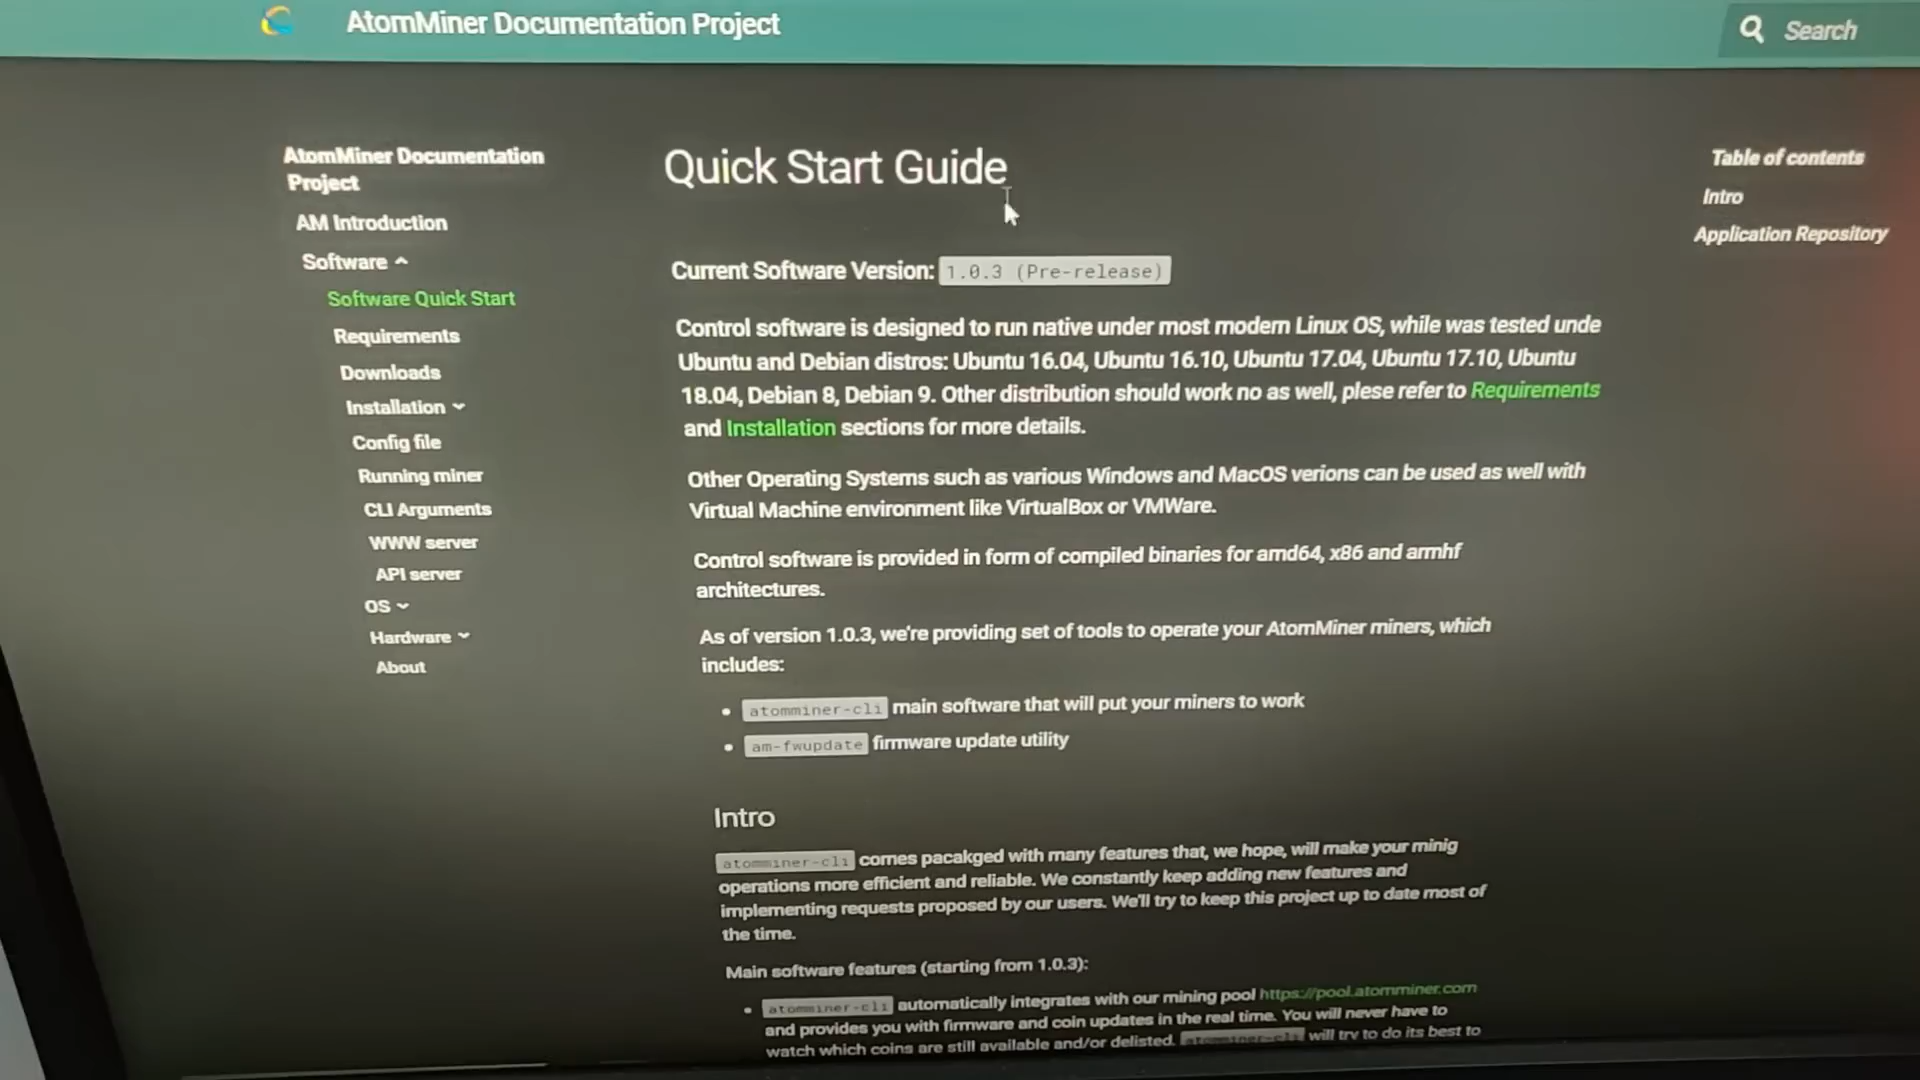 AtomMiner Documentation Project
Search
AtomMiner Documentation
Project
AM Introduction
Software
Software Quick Start
Requirements
Downloads
Installation
Config file
Running miner
CLI Arguments
WWW server
API server
OS
Hardware
About
Quick Start Guide
Current Software Version: 1.0.3 (Pre-release)
Control software is designed to run native under most modern Linux OS, while was tested unde
Ubuntu and Debian distros: Ubuntu 16.04, Ubuntu 16.10, Ubuntu 17.04, Ubuntu 17.10, Ubuntu
18.04, Debian 8, Debian 9. Other distribution should work no as well, plese refer to Requirements
and Installation sections for more details.
Other Operating Systems such as various Windows and MacOS verions can be used as well with
Virtual Machine environment like VirtualBox or VMWare.
Control software is provided in form of compiled binaries for amd64, x86 and armhf
architectures.
As of version 1.0.3, we're providing set of tools to operate your AtomMiner miners, which
includes:
• atomminer-cli main software that will put your miners to work
• am-fwupdate firmware update utility
Intro
atomminer-cli comes pacakged with many features that, we hope, will make your minig
operations more efficient and reliable. We constantly keep adding new features and
implementing requests proposed by our users. We'll try to keep this project up to date most of
the time.
Main software features (starting from 1.0.3):
• atomminer-cli automatically integrates with our mining pool https://pool.atomminer.com
and provides you with firmware and coin updates in the real time. You will never have to
watch which coins are still available and/or delisted. atomminer-cli will try to do its best to
Table of contents
Intro
Application Repository